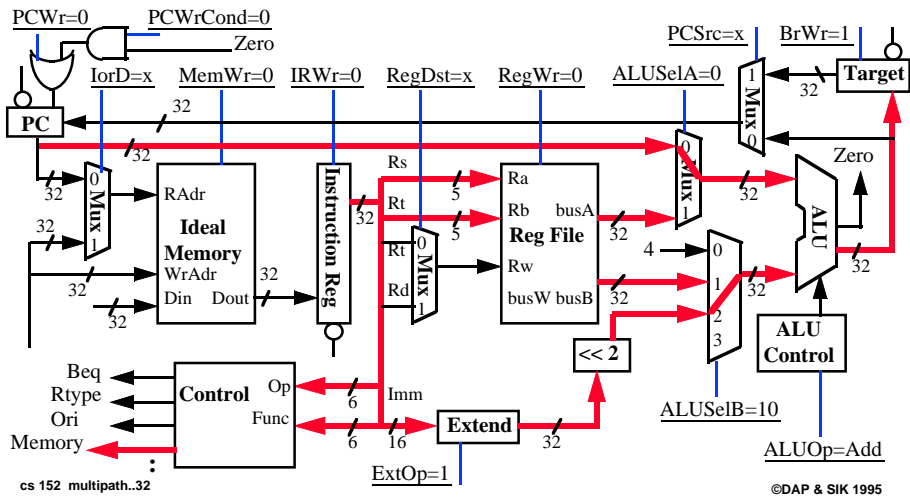 PCWr=0 PCWrCond=0 PCSrc=x BrWr=1
Zero
IorD=x MemWr=0 IRWr=0 RegDst=x RegWr=0 ALUSelA=0
1 32 Target
32 32 Mux
PC
32 0 Zero
32 0 Rs Ra 0
32 Mux RAdr Instruction Reg 32 5 Mux 32
Rt Rb busA 1 ALU
1 Ideal Memory 5 Reg File 32 4 0 32
32 Rt 0
WrAdr 32 Mux Rw 1 32
32 Din Dout Rd busW busB 32 2
32 1 3
<< 2 ALU Control
Beq Control Op Imm
Rtype 6
Ori Func ALUSelB=10
Memory 6 16 Extend 32
:
ExtOp=1 ALUOp=Add
cs 152 multipath..32 ©DAP & SIK 1995